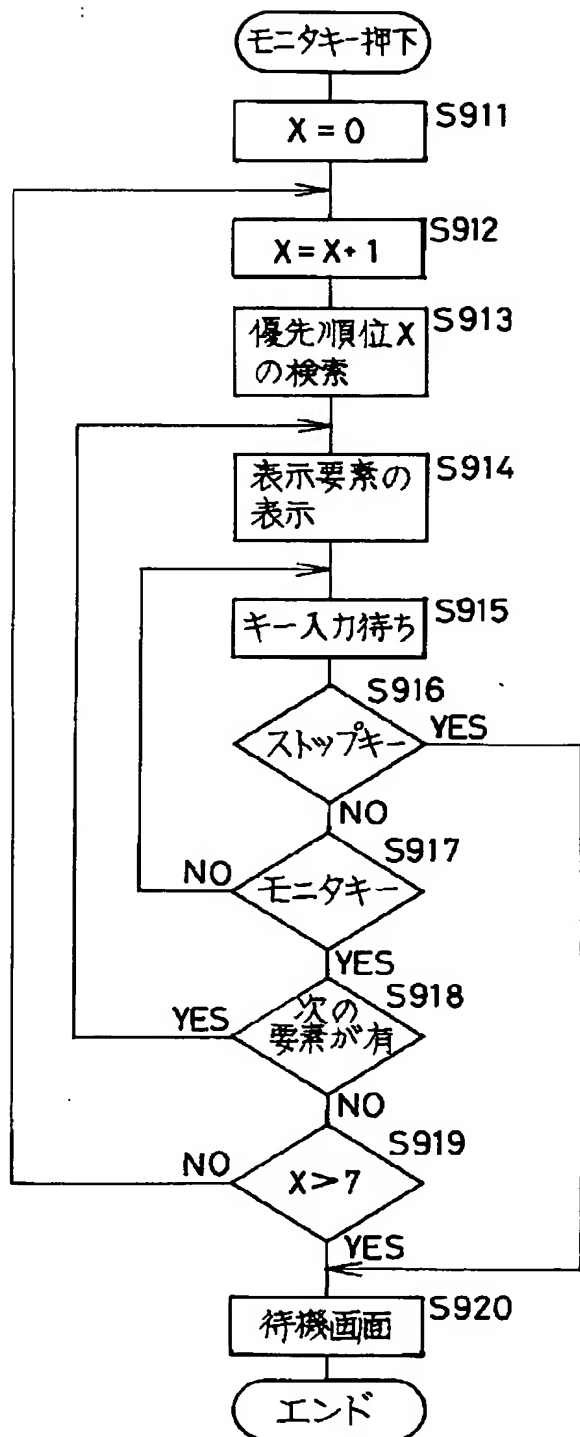 モニタキー押下
S911
X=0
S912
X=X+1
S913
優先順位X
の検索
S914
表示要素の
表示
S915
キー入力待ち
S916
ストップキー
YES
NO
S917
モニタキー
NO
YES
S918
次の
要素が有
YES
NO
S919
X>7
NO
YES
S920
待機画面
エンド